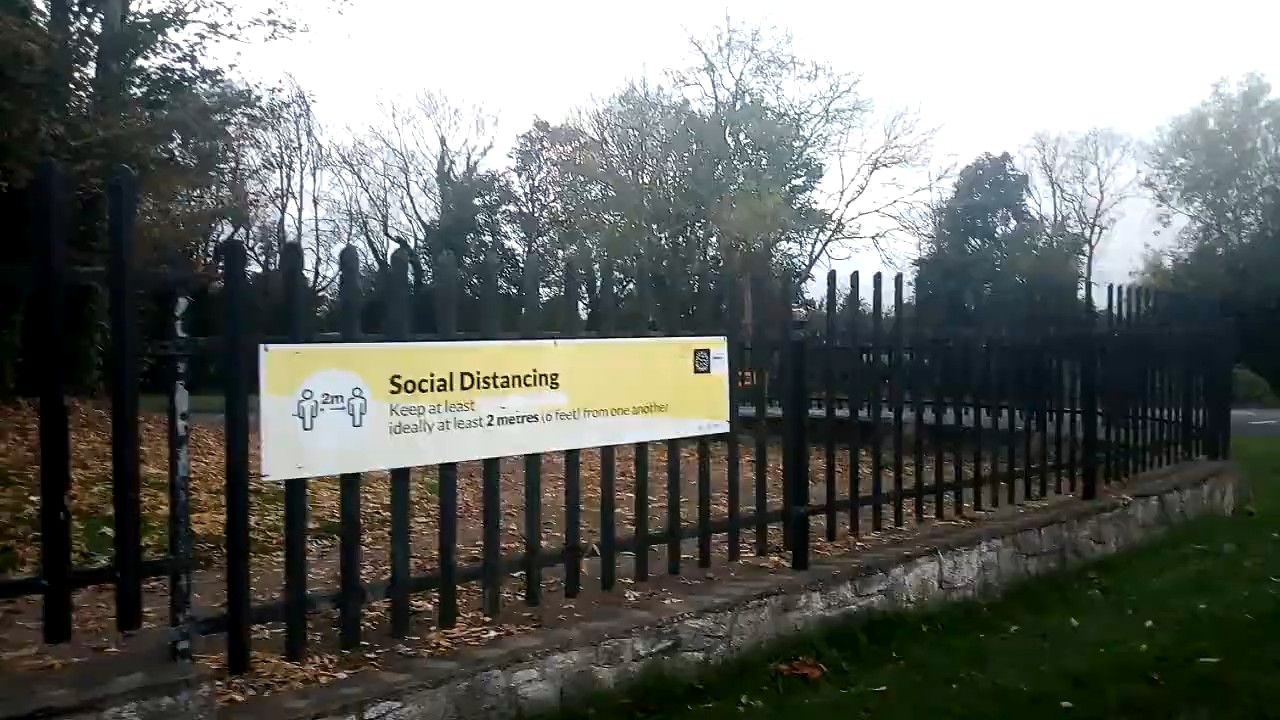 2m
Social Distancing
Keep at least
ideally at least 2 metres (6 feet) from one another